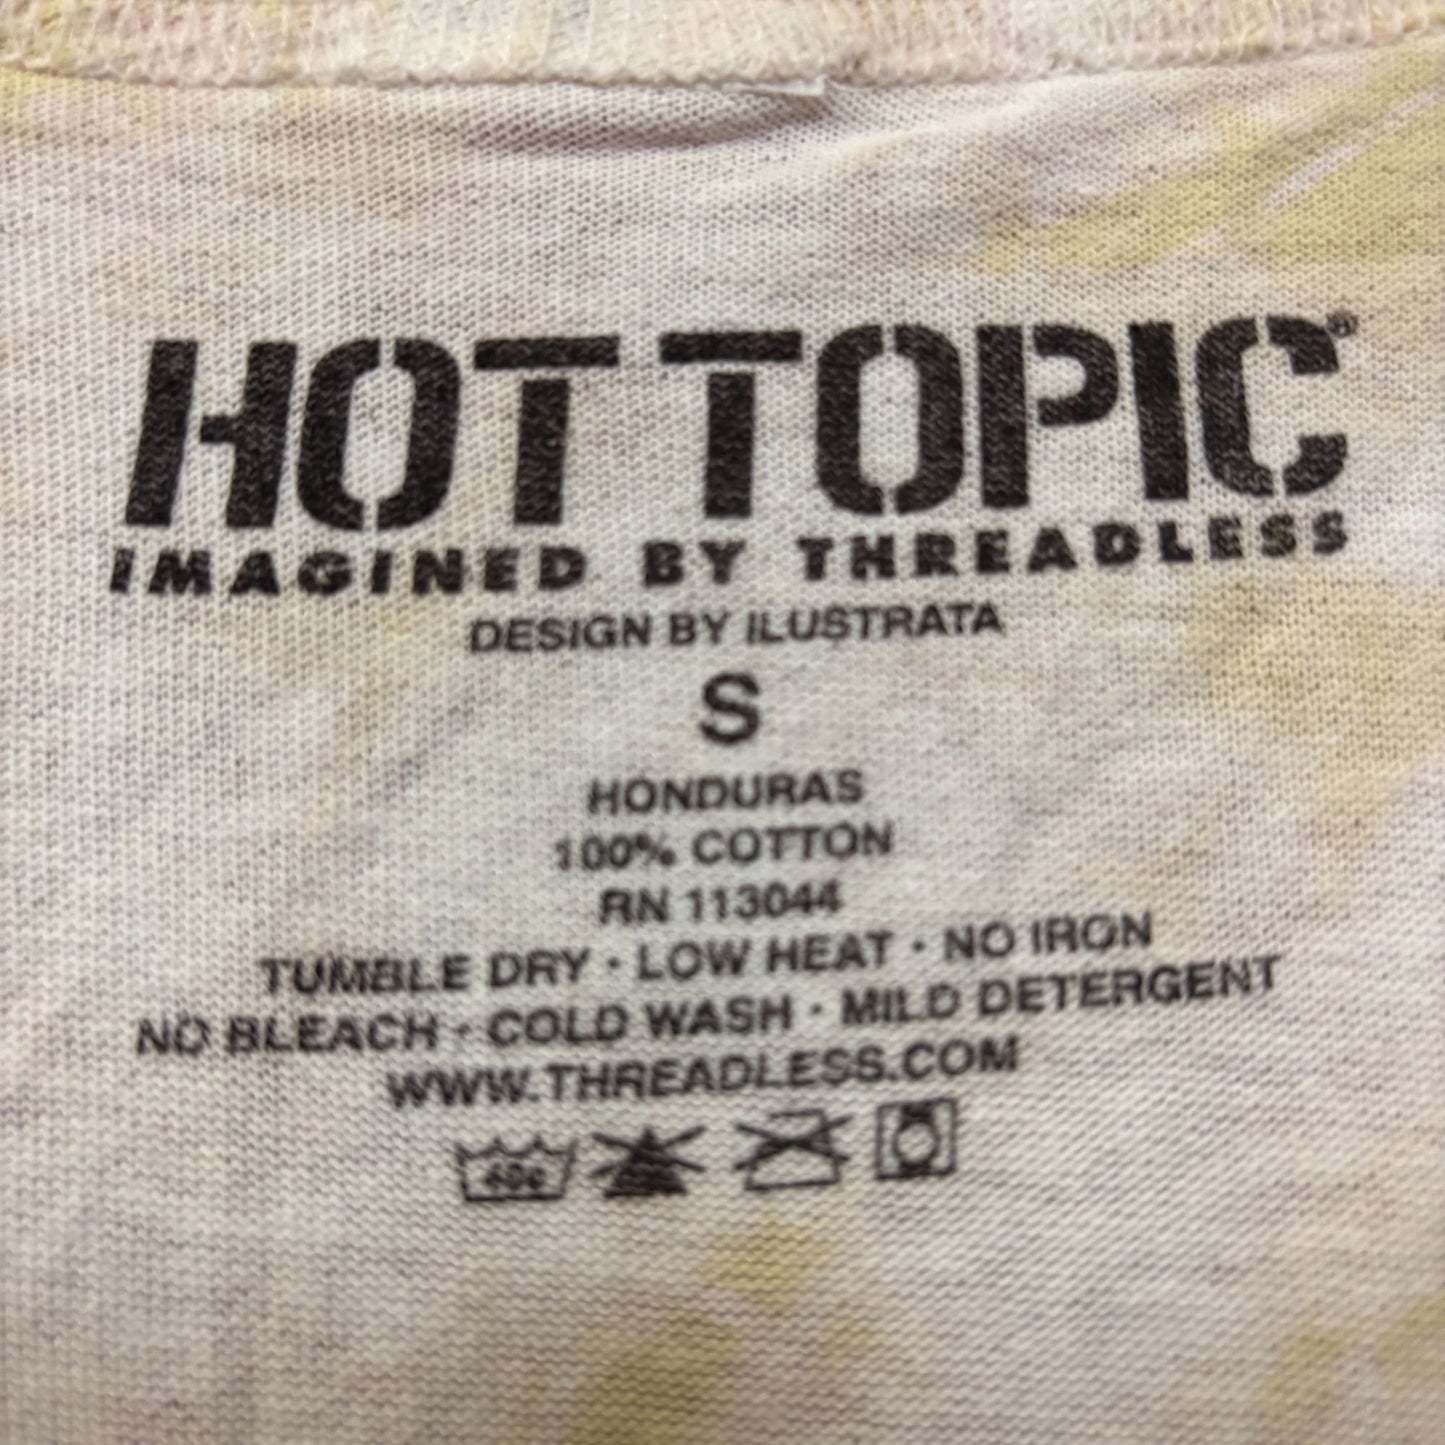 HOT TOPIC®
IMAGINED BY THREADLESS
DESIGN BY ILUSTRATA
S
HONDURAS
100% COTTON
RN 113044
TUMBLE DRY · LOW HEAT · NO IRON
NO BLEACH · COLD WASH · MILD DETERGENT
WWW.THREADLESS.COM